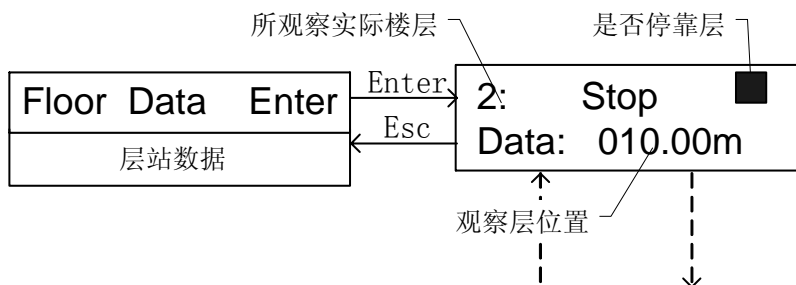 所观察实际楼层
是否停靠层
Floor Data Enter
层站数据
Enter
Esc
2: Stop
Data: 010.00m
观察层位置